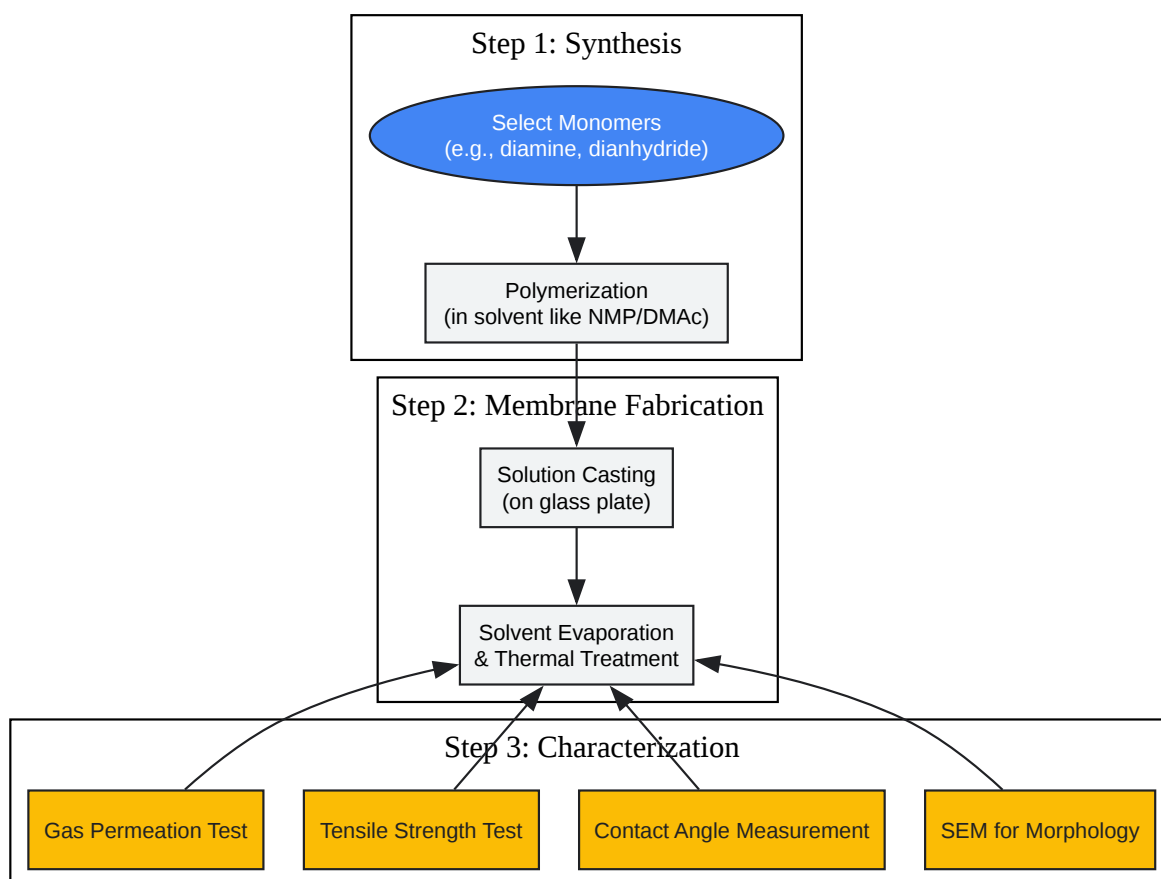 Step 1: Synthesis
Select Monomers
(e.g., diamine, dianhydride)
Polymerization
(in solvent like NMP/DMAc)
Step 2: Membrane Fabrication
Solution Casting
(on glass plate)
Solvent Evaporation
& Thermal Treatment
Step 3: Characterization
Gas Permeation Test
Tensile Strength Test
Contact Angle Measurement
SEM for Morphology